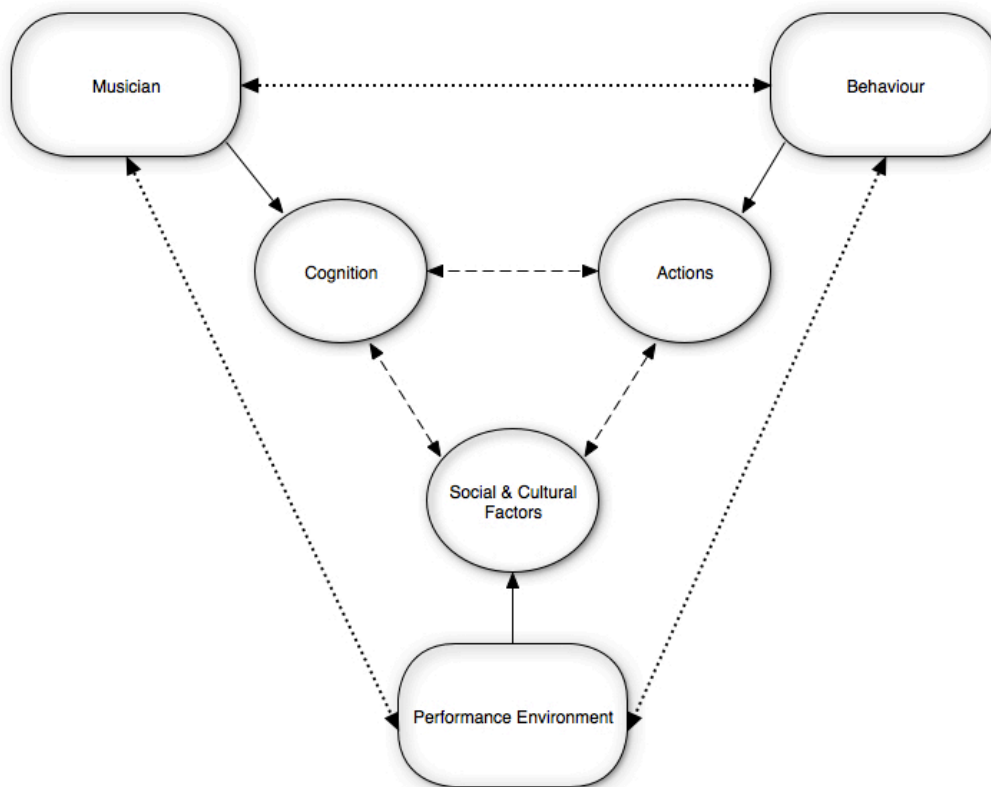 Musician
Behaviour
Cognition
Actions
Social & Cultural
Factors
Performance Environment